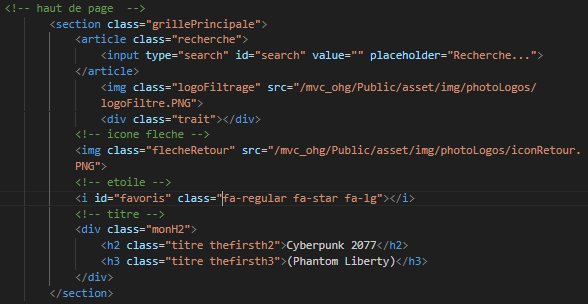 <!-- haut de page  -->
<section class="grillePrincipale">
<article class="recherche">
<input type="search" id="search" value="" placeholder="Recherche...">
</article>
<img class="logoFiltrage" src="/mvc_ohg/Public/asset/img/photoLogos/
logoFiltre.PNG">
<div class="trait"></div>
<!-- icone fleche -->
<img class="flecheRetour" src="/mvc_ohg/Public/asset/img/photoLogos/iconRetour.
PNG">
<!-- etoile -->
<i id="favoris" class="fa-regular fa-star fa-lg"></i>
<!-- titre -->
<div class="monH2">
<h2 class="titre thefirsth2">Cyberpunk 2077</h2>
<h3 class="titre thefirsth3">(Phantom Liberty)</h3>
</div>
</section>